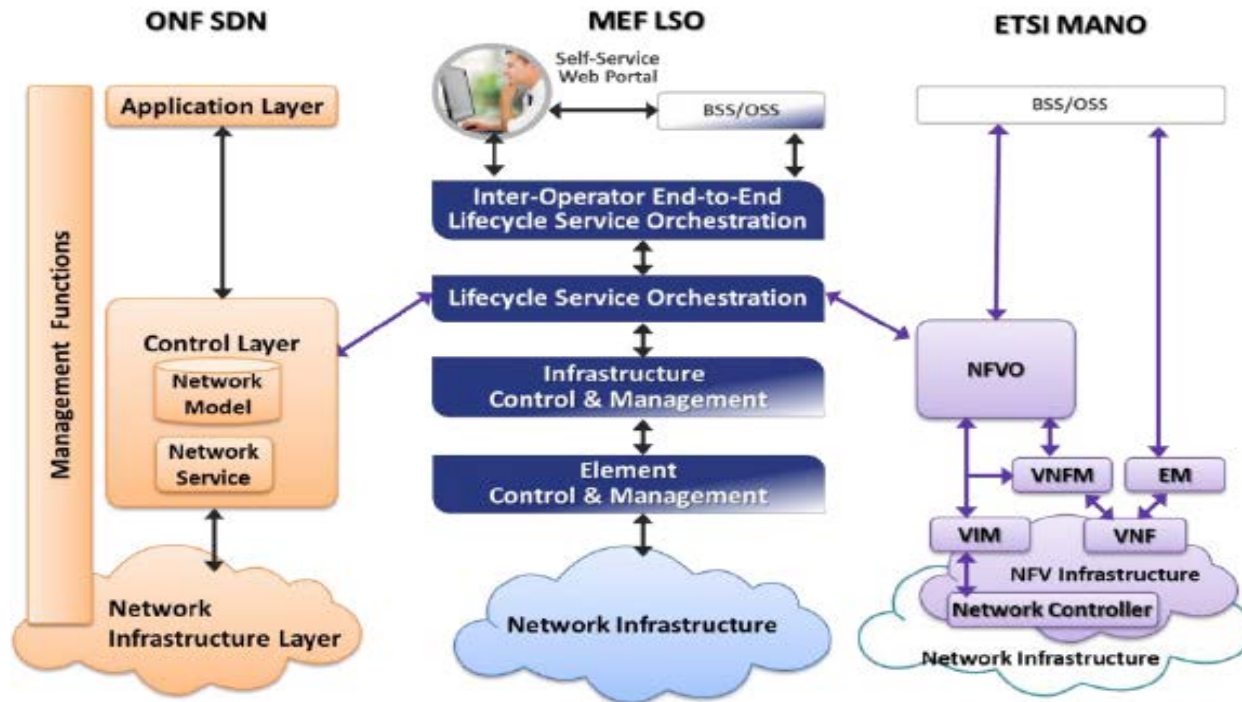 ONF SDN
MEF LSO
ETSI MANO
Management Functions
Application Layer
Control Layer
Network
Model
Network
Service
Network
Infrastructure Layer
Self-Service
Web Portal
BSS/OSS
Inter-Operator End-to-End
Lifecycle Service Orchestration
Lifecycle Service Orchestration
Infrastructure
Control & Management
Element
Control & Management
Network Infrastructure
BSS/OSS
NFVO
VNFM
EM
VIM
VNF
NFV Infrastructure
Network Controller
Network Infrastructure